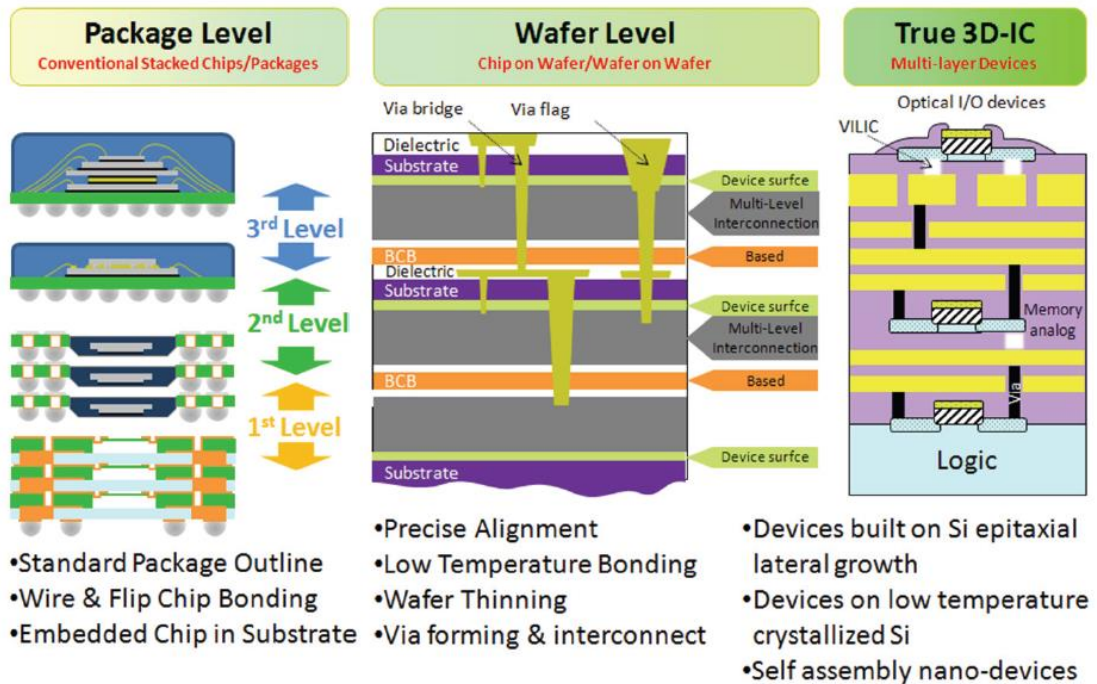 Package Level
Conventional Stacked Chips/Packages
3rd Level
2nd Level
1st Level
•Standard Package Outline
•Wire & Flip Chip Bonding
•Embedded Chip in Substrate
Wafer Level
Chip on Wafer/Wafer on Wafer
Via bridge
Via flag
Dielectric
Substrate
Device surfce
Multi-Level
Interconnection
BCB
Based
Dielectric
Substrate
Device surfce
Multi-Level
Interconnection
BCB
Based
Device surfce
Substrate
•Precise Alignment
•Low Temperature Bonding
•Wafer Thinning
•Via forming & interconnect
True 3D-IC
Multi-layer Devices
Optical I/O devices
VILIC
Memory
analog
Via
Logic
•Devices built on Si epitaxial
lateral growth
•Devices on low temperature
crystallized Si
•Self assembly nano-devices